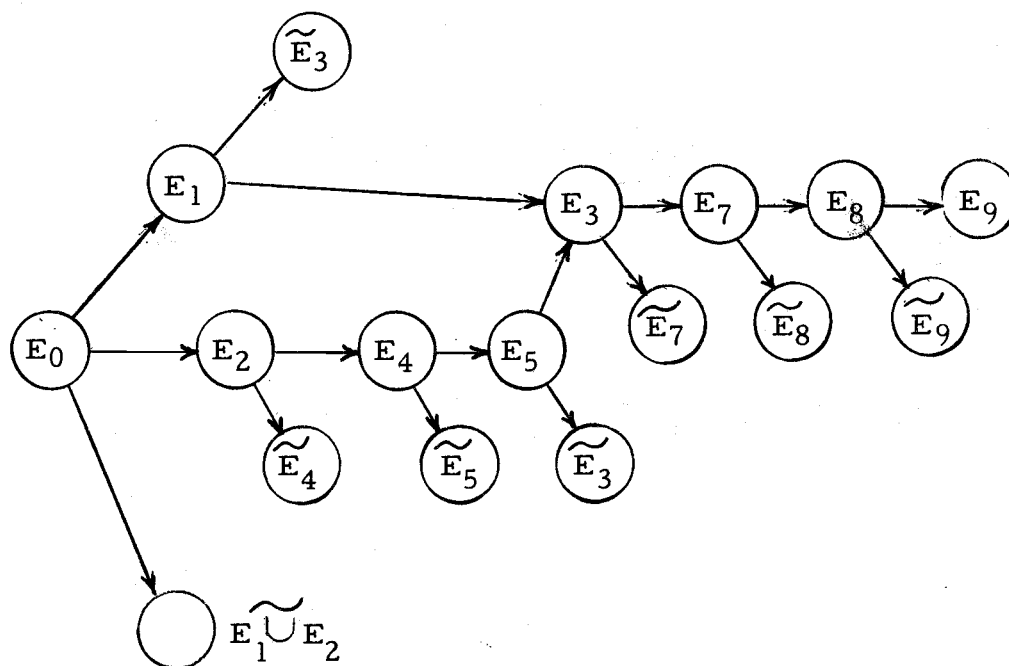 Ẽ₃
E₁
E₃ E₇ E₈ E₉
Ẽ₇ Ẽ₈ Ẽ₉
E₀ E₂ E₄ E₅
Ẽ₄ Ẽ₅ Ẽ₃
E₁ ∪̃ E₂